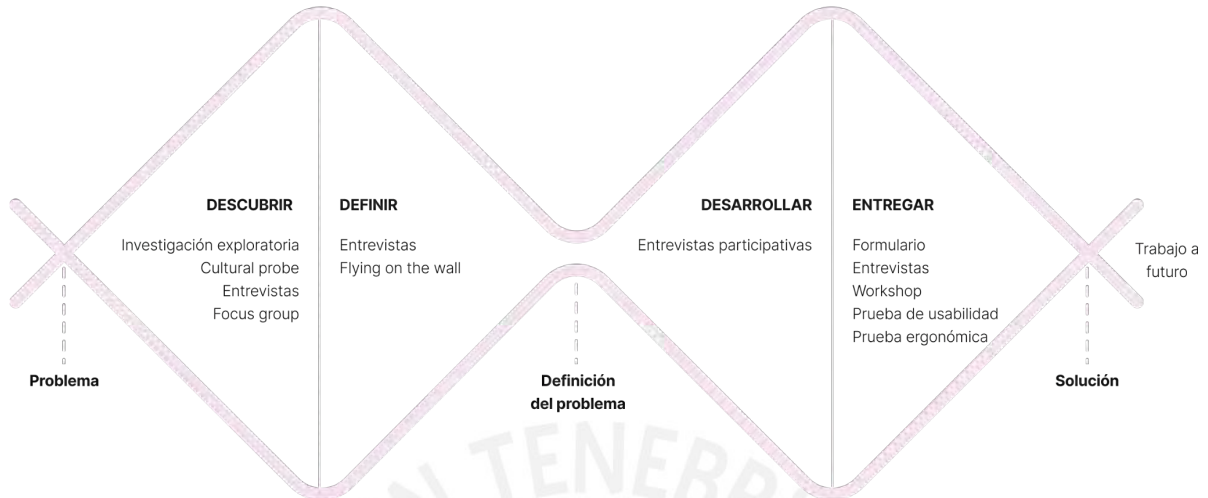 DESCUBRIR
Investigación exploratoria
Cultural probe
Entrevistas
Focus group
DEFINIR
Entrevistas
Flying on the wall
DESARROLLAR
Entrevistas participativas
ENTREGAR
Formulario
Entrevistas
Workshop
Prueba de usabilidad
Prueba ergonómica
Trabajo a
futuro
Problema
Definición
del problema
Solución